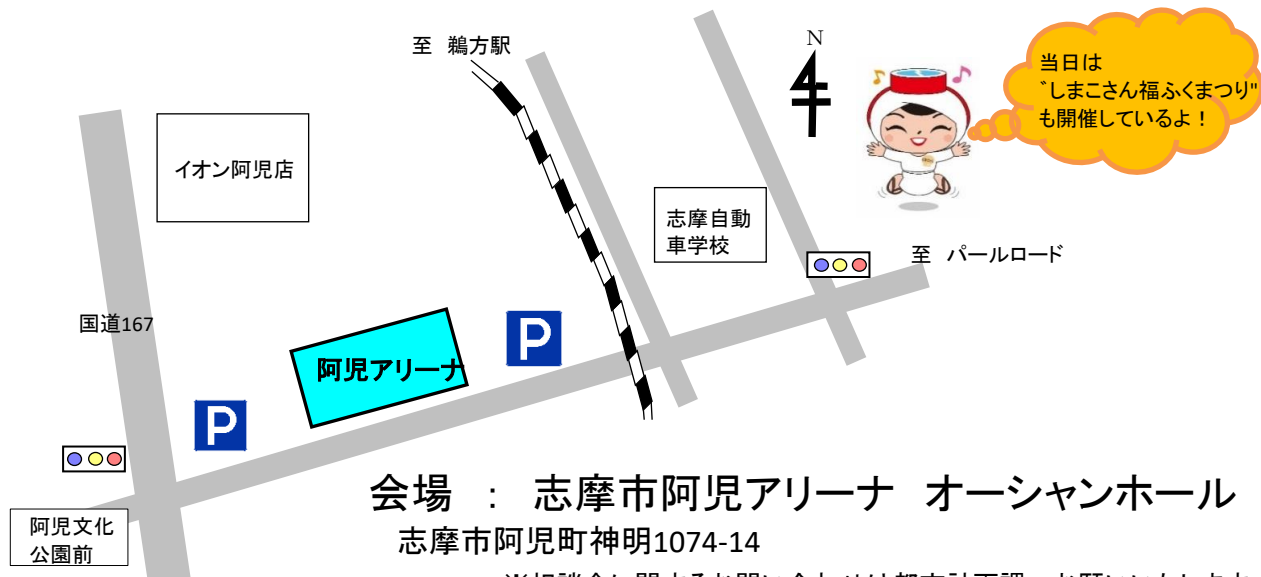 至 鵜方駅
N
当日は
“しまこさん福ふくまつり"
も開催しているよ！
イオン阿児店
志摩自動
車学校
至 パールロード
国道167
P
阿児アリーナ
P
会場 ： 志摩市阿児アリーナ オーシャンホール
阿児文化
公園前
志摩市阿児町神明1074-14